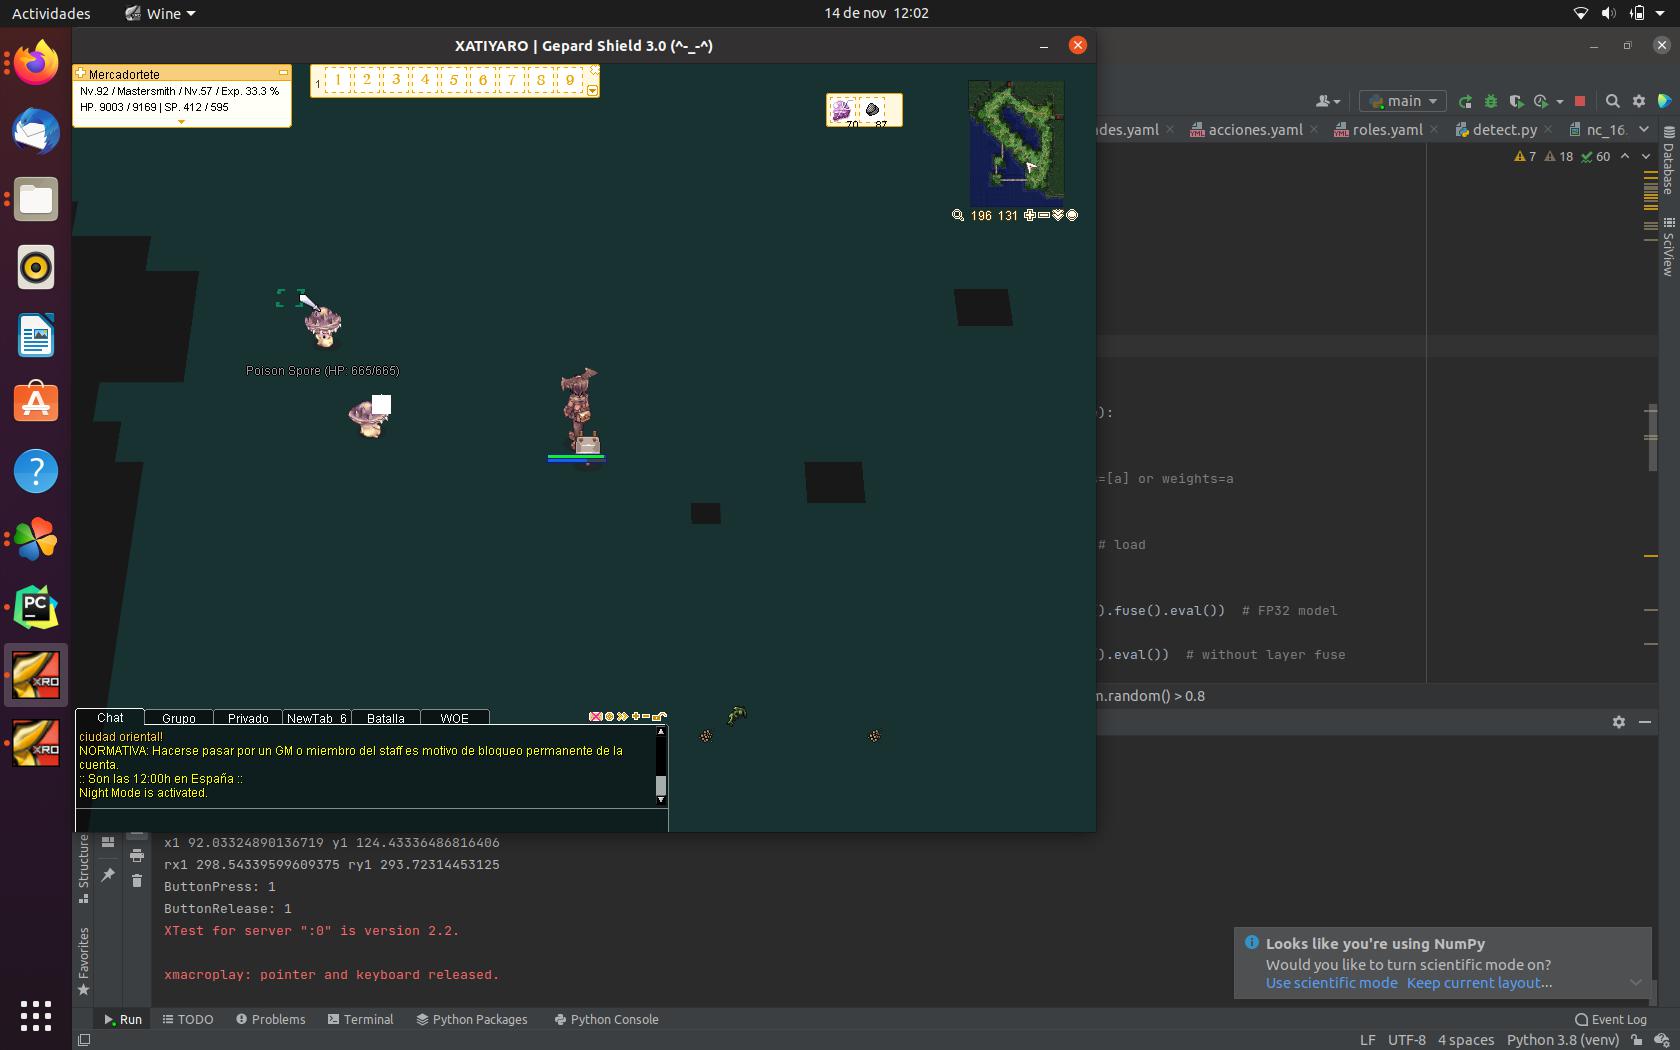 Actividades
Wine
14 de nov 12:02
XATIYARO | Gepard Shield 3.0 (^-_-^)
Mercadortete
Nv.92 / Mastersmith / Nv.57 / Exp. 33.3 %
HP. 9003 / 9169 | SP. 412 / 595
1 1 2 3 4 5 6 7 8 9
70 87
196 131
main
des.yaml
acciones.yaml
roles.yaml
detect.py
nc_16.
7 18 60
Database
SciView
Poison Spore (HP: 665/665)
):
=[a] or weights=a
# load
).fuse().eval()) # FP32 model
).eval()) # without layer fuse
m.random() > 0.8
Chat Grupo Privado NewTab_6 Batalla WOE
ciudad oriental!
NORMATIVA: Hacerse pasar por un GM o miembro del staff es motivo de bloqueo permanente de la
cuenta.
:: Son las 12:00h en España ::
Night Mode is activated.
PC
XRO
XRO
Structure
Favorites
x1 92.03324890136719 y1 124.43336486816406
rx1 298.54339599609375 ry1 293.72314453125
ButtonPress: 1
ButtonRelease: 1
XTest for server ":0" is version 2.2.
xmacroplay: pointer and keyboard released.
Looks like you're using NumPy
Would you like to turn scientific mode on?
Use scientific mode Keep current layout...
Run TODO Problems Terminal Python Packages Python Console
Event Log
LF UTF-8 4 spaces Python 3.8 (venv)